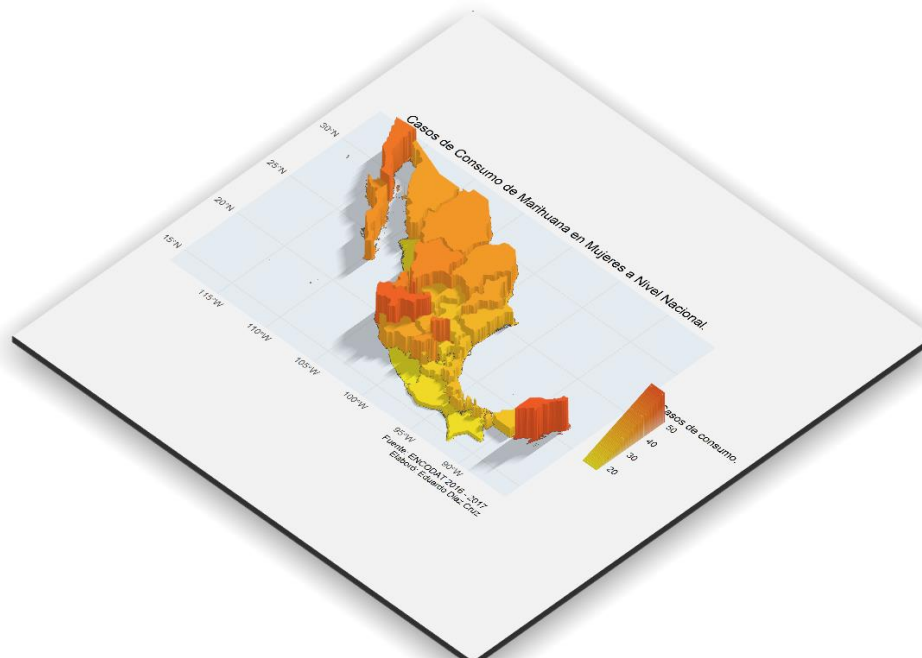 Casos de Consumo de Marihuana en Mujeres a Nivel Nacional.
30°N
25°N
20°N
15°N
115°W
110°W
105°W
100°W
95°W
90°W
Casos de consumo.
50
40
30
20
Fuente: ENCODAT 2016 - 2017
Elaboró: Eduardo Díaz Cruz